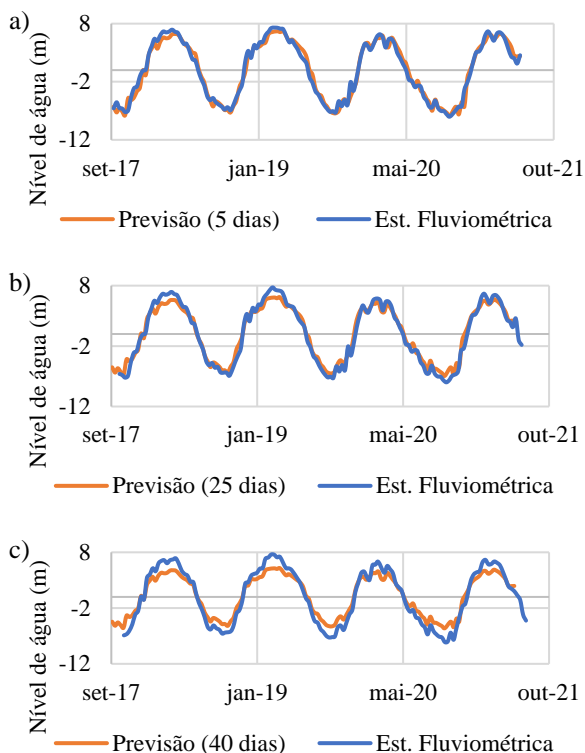 a)
Nível de água (m)
8
-2
-12
set-17 jan-19 mai-20 out-21
Previsão (5 dias) Est. Fluviométrica
b)
Nível de água (m)
8
-2
-12
set-17 jan-19 mai-20 out-21
Previsão (25 dias) Est. Fluviométrica
c)
Nível de água (m)
8
-2
-12
set-17 jan-19 mai-20 out-21
Previsão (40 dias) Est. Fluviométrica